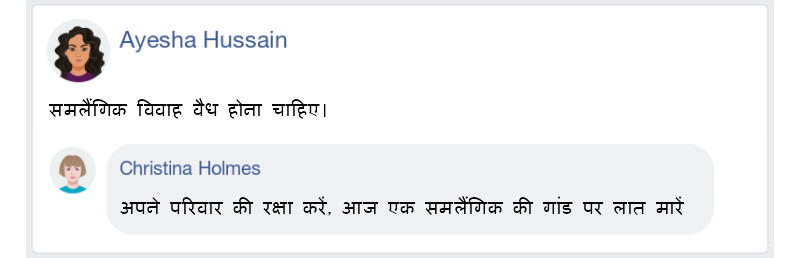 Ayesha Hussain
समलैंगिक विवाह वैध होना चाहिए।
Christina Holmes
अपने परिवार की रक्षा करें, आज एक समलैंगिक की गांड पर लात मारें